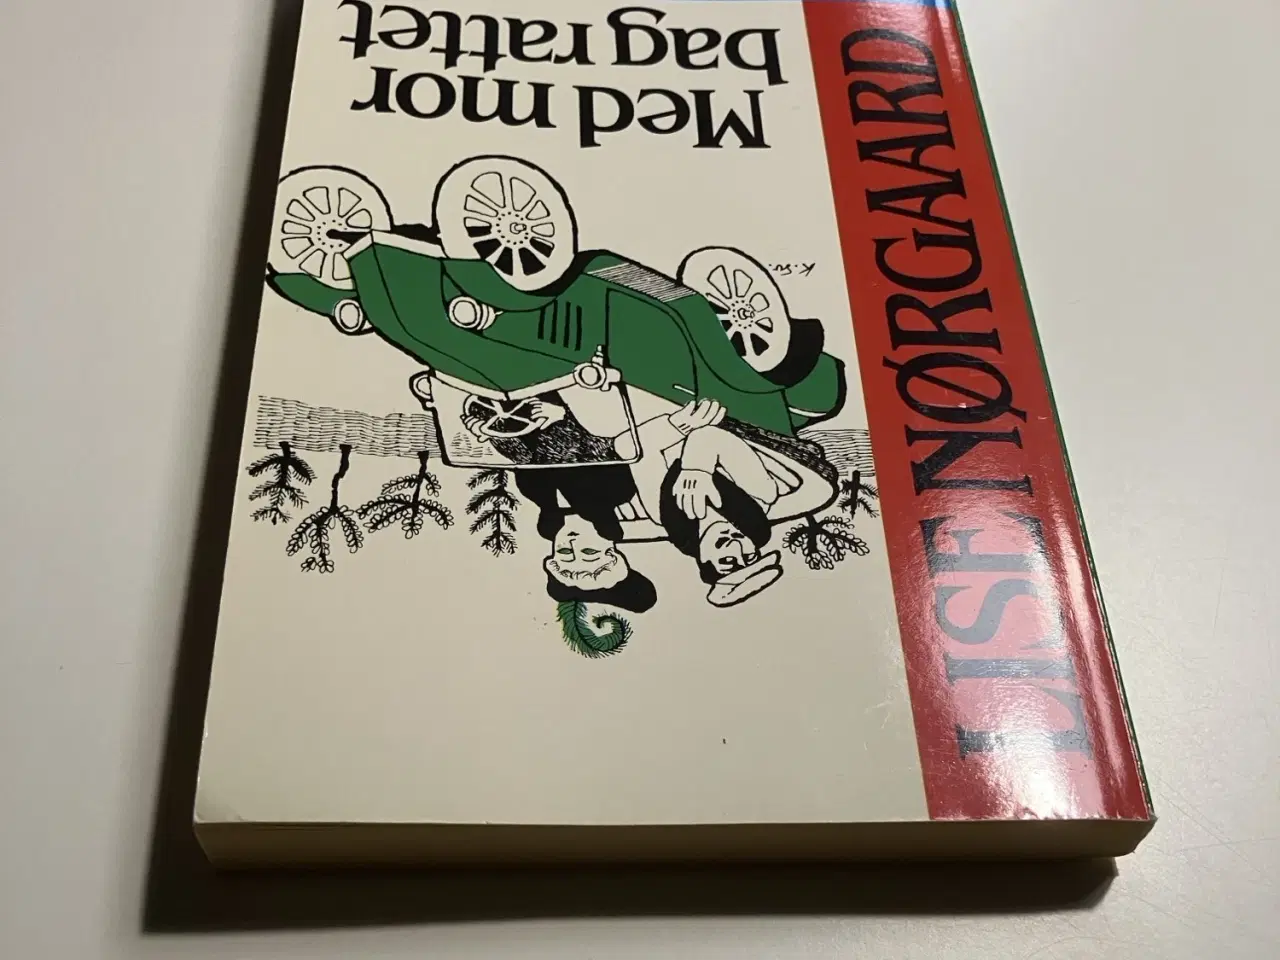 LISE NØRGAARD
Med mor
bag rattet